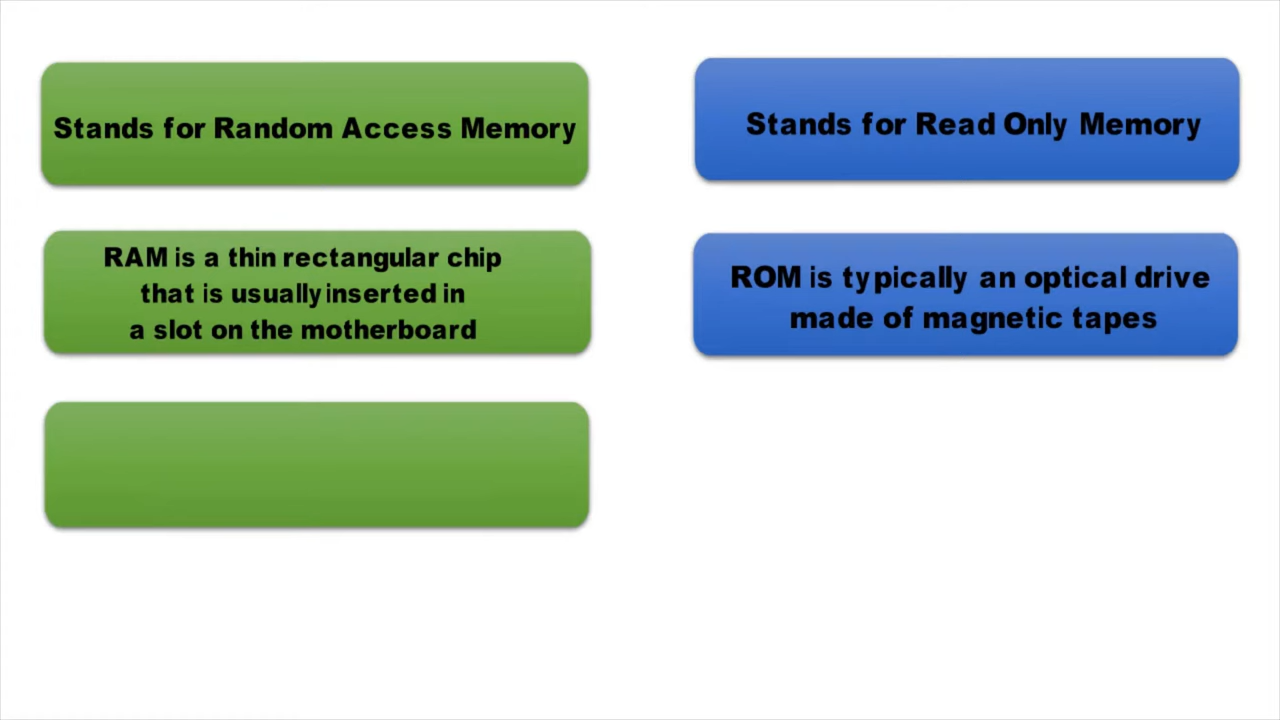 Stands for Random Access Memory
Stands for Read Only Memory
RAM is a thin rectangular chip
that is usually inserted in
a slot on the motherboard
ROM is typically an optical drive
made of magnetic tapes